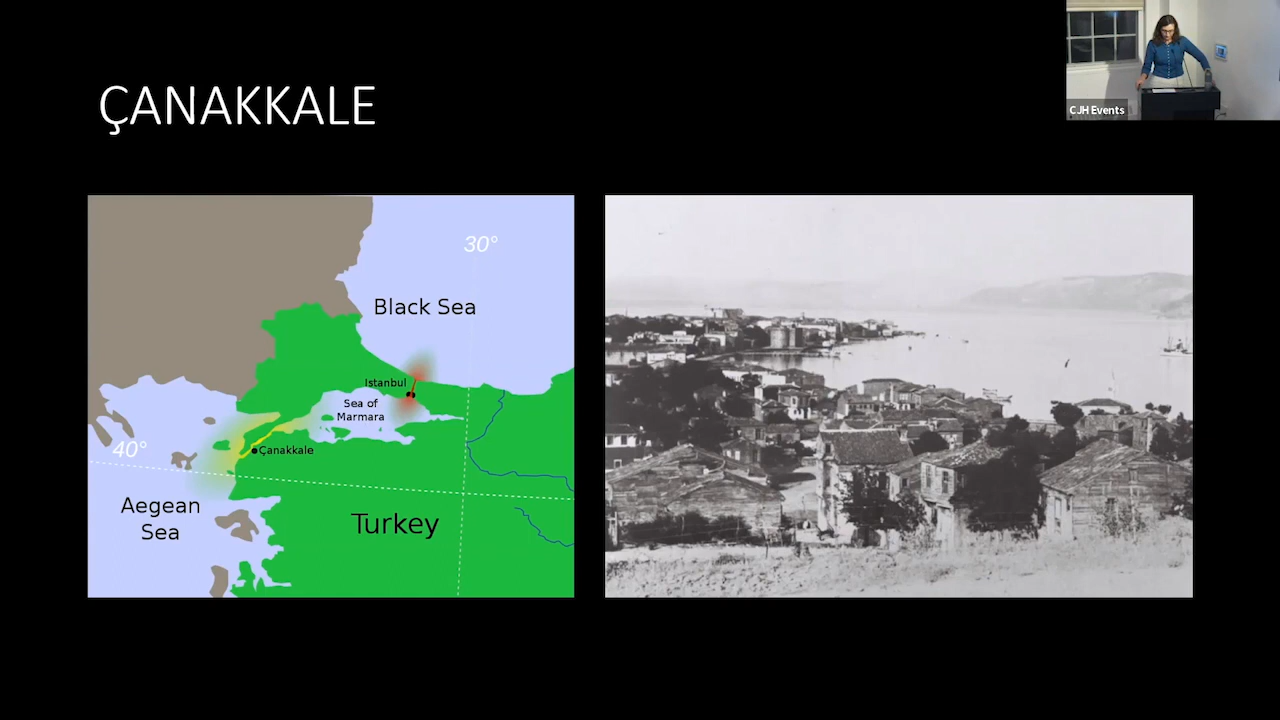 ÇANAKKALE
CJH Events
30°
Black Sea
Istanbul
Sea of
Marmara
Çanakkale
40°
Aegean
Sea
Turkey